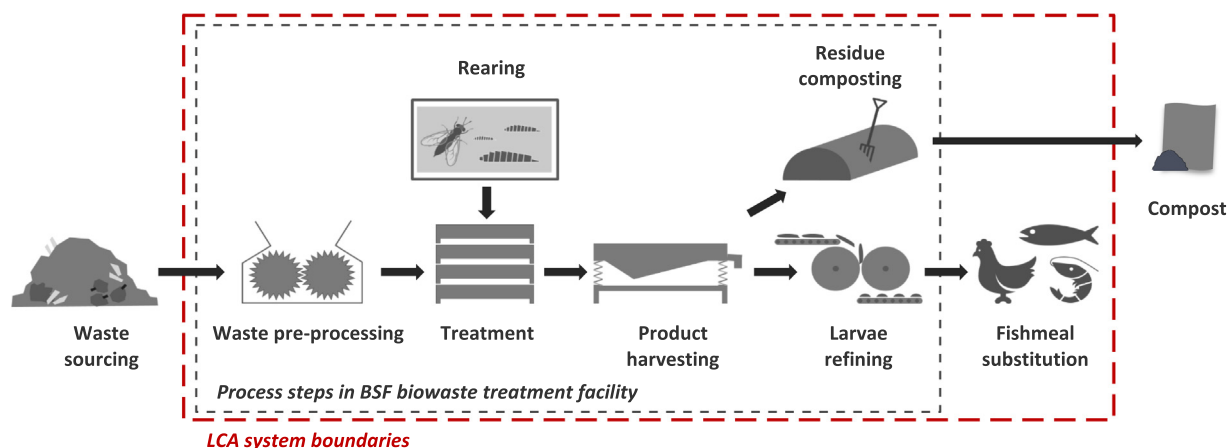 Rearing
Residue
composting
Compost
Waste
sourcing
Waste pre-processing
Treatment
Product
harvesting
Larvae
refining
Fishmeal
substitution
Process steps in BSF biowaste treatment facility
LCA system boundaries